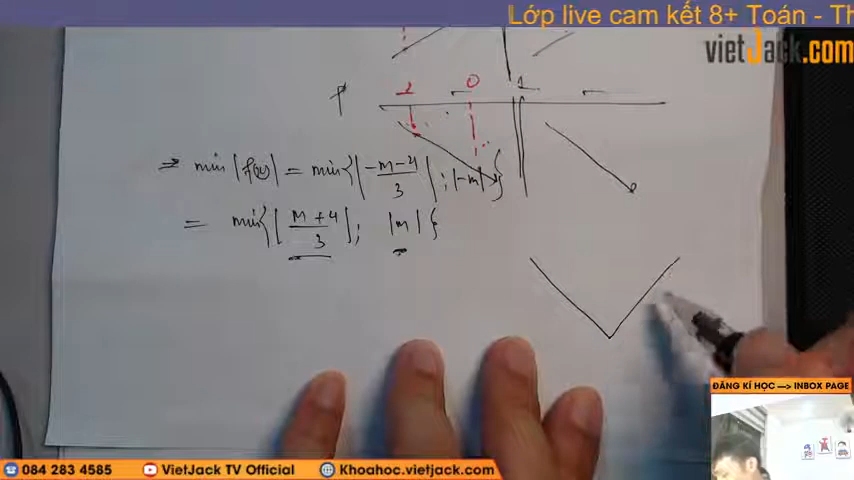 Lớp live cam kết 8+ Toán - Th
vietJack.com
-2 0 1
⇒ min |f(x)| = min{|(-m-4)/3|; |-m|}
= min{|(m+4)/3|; |m|}
ĐĂNG KÍ HỌC —> INBOX PAGE
084 283 4585 VietJack TV Official Khoahoc.vietjack.com